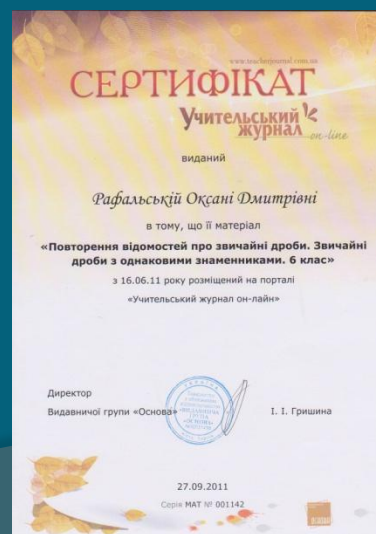 www.teachrjournal.com.ua
СЕРТИФІКАТ
Учительський
журнал on-line
виданий
Рафальській Оксані Дмитрівні
в тому, що її матеріал
«Повторення відомостей про звичайні дроби. Звичайні
дроби з однаковими знаменниками. 6 клас»
з 16.06.11 року розміщений на порталі
«Учительський журнал он-лайн»
Директор
Видавничої групи «Основа»
І. І. Гришина
27.09.2011
Серія МАТ № 001142